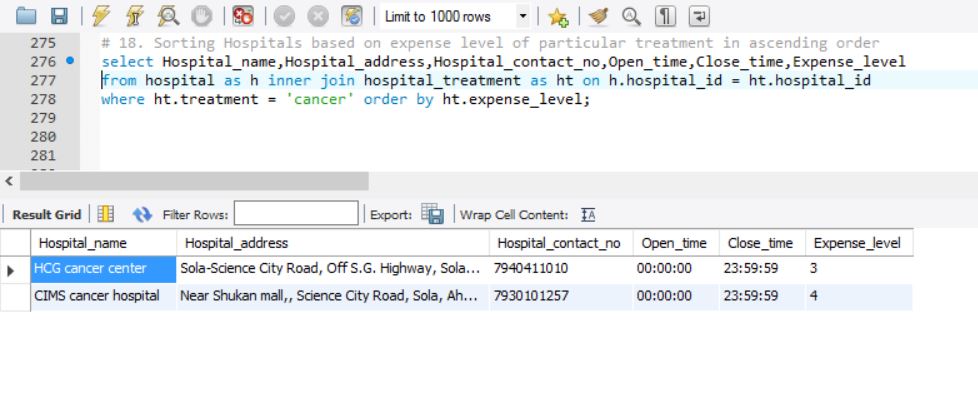 Limit to 1000 rows
275 # 18. Sorting Hospitals based on expense level of particular treatment in ascending order
276 select Hospital_name,Hospital_address,Hospital_contact_no,Open_time,Close_time,Expense_level
277 from hospital as h inner join hospital_treatment as ht on h.hospital_id = ht.hospital_id
278 where ht.treatment = 'cancer' order by ht.expense_level;
279
280
281
Result Grid Filter Rows: Export: Wrap Cell Content:
Hospital_name Hospital_address Hospital_contact_no Open_time Close_time Expense_level
HCG cancer center Sola-Science City Road, Off S.G. Highway, Sola... 7940411010 00:00:00 23:59:59 3
CIMS cancer hospital Near Shukan mall,, Science City Road, Sola, Ah... 7930101257 00:00:00 23:59:59 4